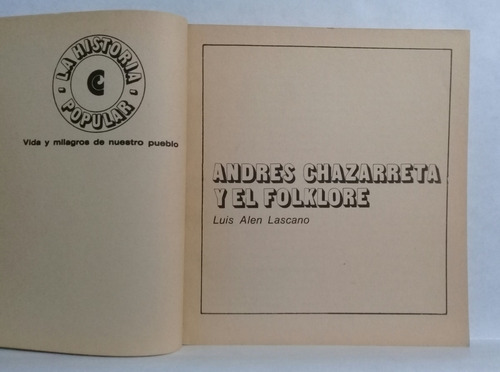 LA HISTORIA
POPULAR
Vida y milagros de nuestro pueblo
ANDRES CHAZARRETA
Y EL FOLKLORE
Luis Alen Lascano